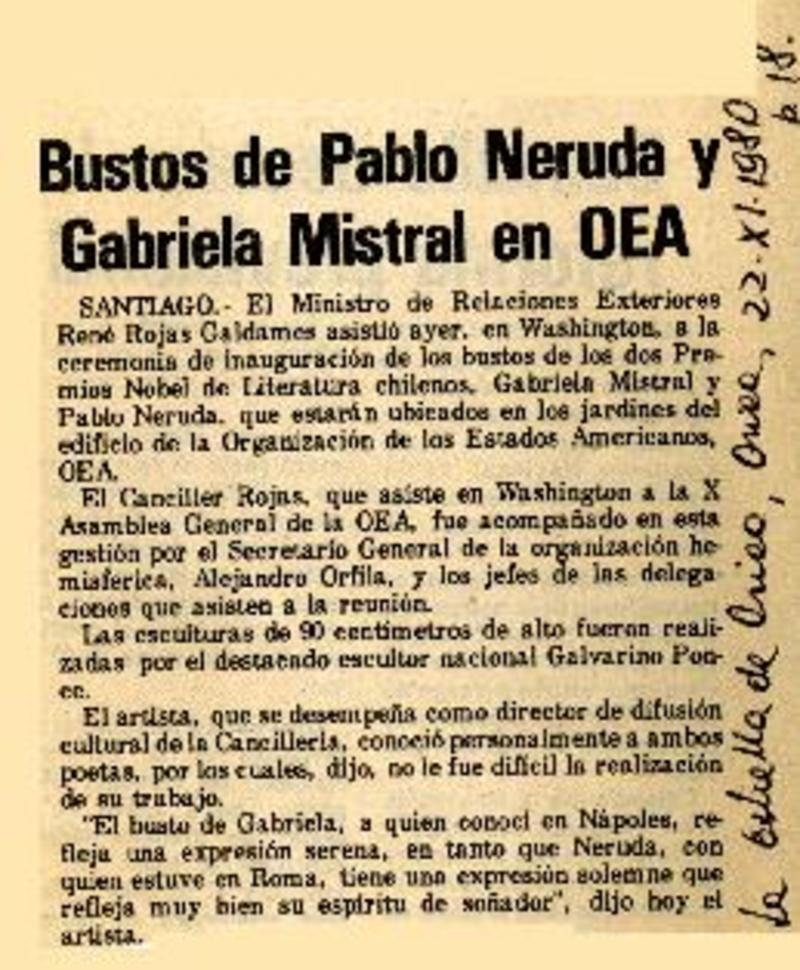 Bustos de Pablo Neruda y
Gabriela Mistral en OEA
SANTIAGO.- El Ministro de Relaciones Exteriores
René Rojas Galdames asistió ayer, en Washington, a la
ceremonia de inauguración de los bustos de los dos Pre-
mios Nobel de Literatura chilenos, Gabriela Mistral y
Pablo Neruda, que estarán ubicados en los jardines del
edificio de la Organización de los Estados Americanos,
OEA.
El Canciller Rojas, que asiste en Washington a la X
Asamblea General de la OEA, fue acompañado en esta
gestión por el Secretario General de la organización he-
misferica, Alejandro Orfila, y los jefes de las delega-
ciones que asisten a la reunión.
Las esculturas de 90 centímetros de alto fueron reali-
zadas por el destacado escultor nacional Galvarino Pon-
ce.
El artista, que se desempeña como director de difusión
cultural de la Cancillería, conoció personalmente a ambos
poetas, por los cuales, dijo, no le fue difícil la realización
de su trabajo.
"El busto de Gabriela, a quien conocí en Nápoles, re-
fleja una expresión serena, en tanto que Neruda, con
quien estuve en Roma, tiene una expresión solemne que
refleja muy bien su espíritu de soñador", dijo hoy el
artista.
La Estrella de Arica, Arica, 22-XI-1980
p. 18.